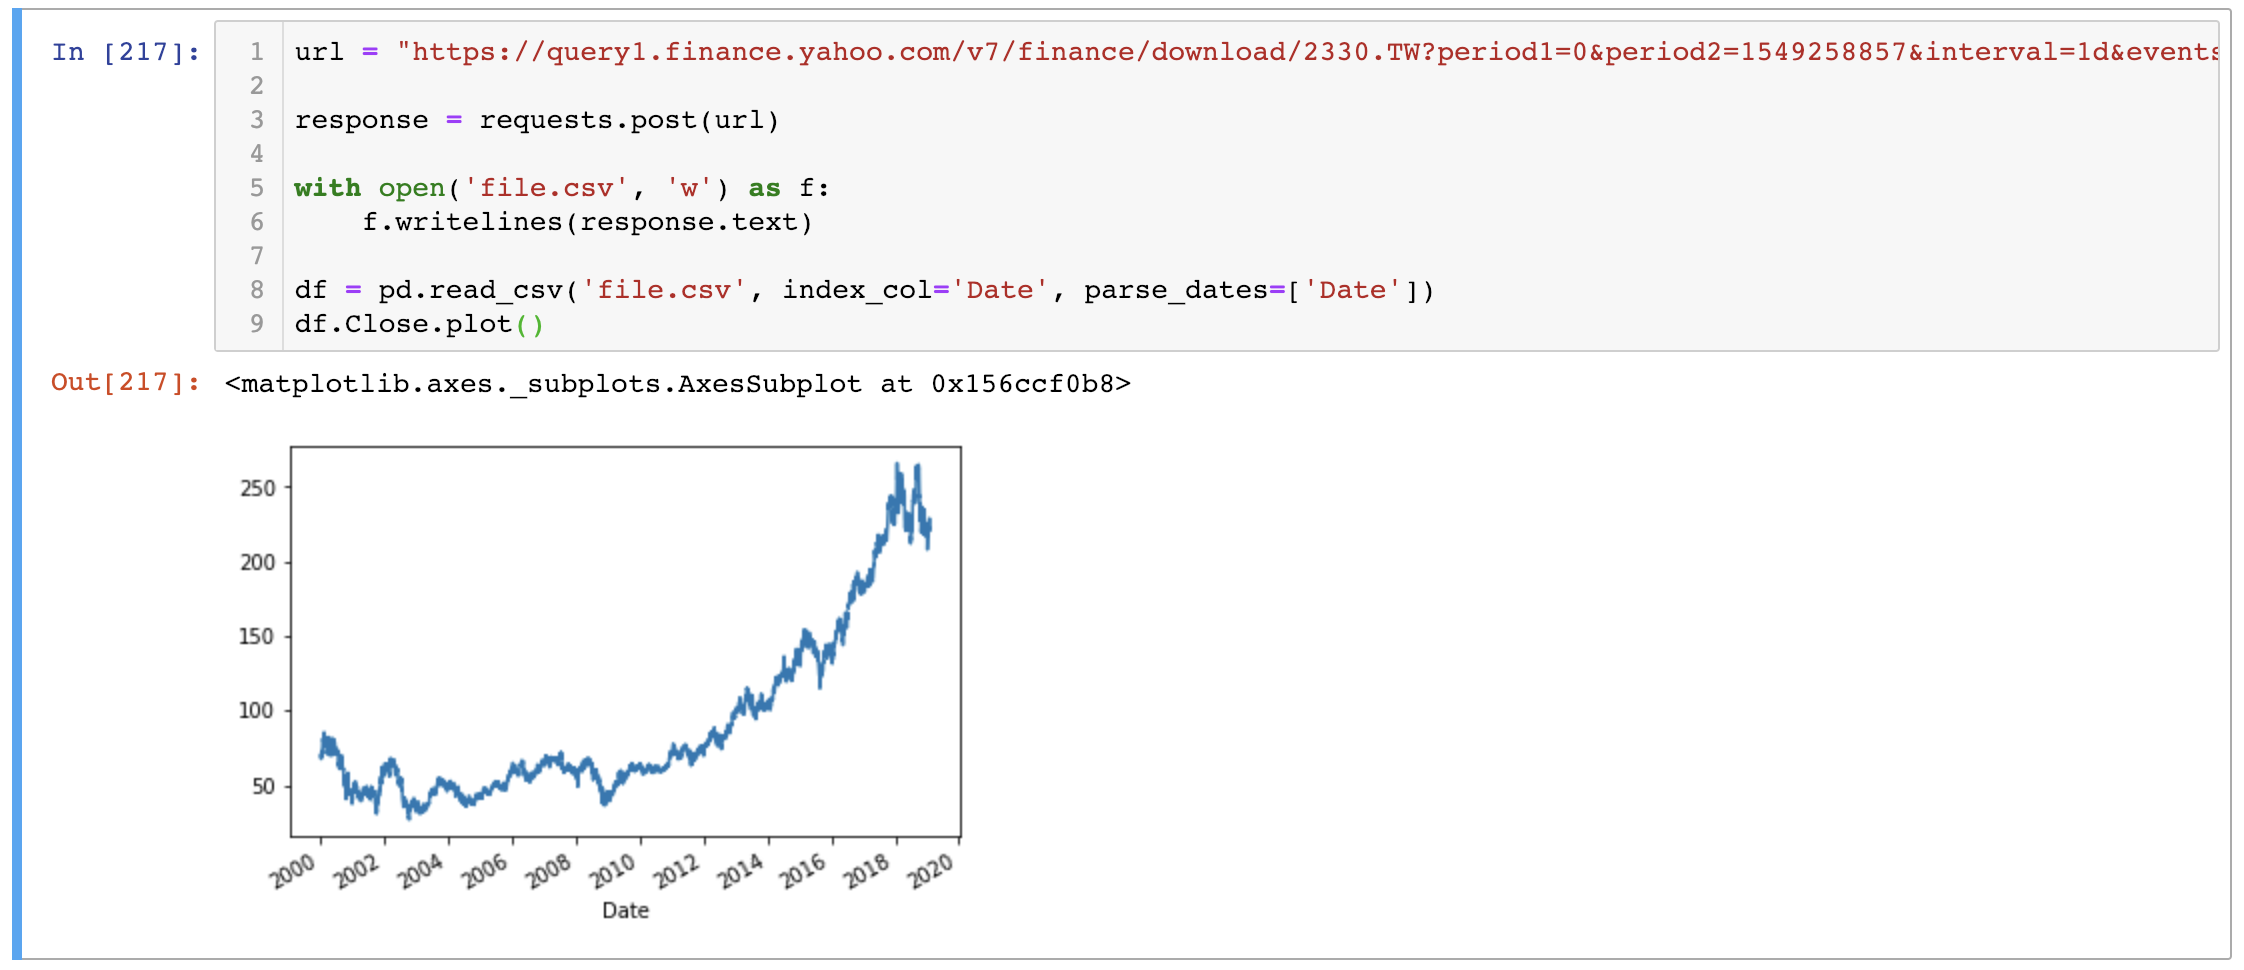 In [217]:
1 url = "https://query1.finance.yahoo.com/v7/finance/download/2330.TW?period1=0&period2=1549258857&interval=1d&events
2
3 response = requests.post(url)
4
5 with open('file.csv', 'w') as f:
6     f.writelines(response.text)
7
8 df = pd.read_csv('file.csv', index_col='Date', parse_dates=['Date'])
9 df.Close.plot()
Out[217]: <matplotlib.axes._subplots.AxesSubplot at 0x156ccf0b8>
250
200
150
100
50
2000 2002 2004 2006 2008 2010 2012 2014 2016 2018 2020
Date